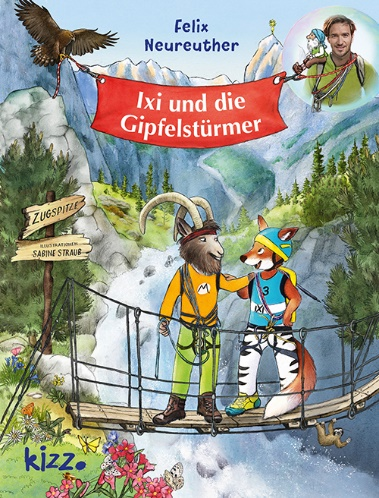 Felix
Neureuther
Ixi und die
Gipfelstürmer
ZUGSPITZE
ILLUSTRATIONEN
SABINE STRAUB
M
3
IXI
kizz.